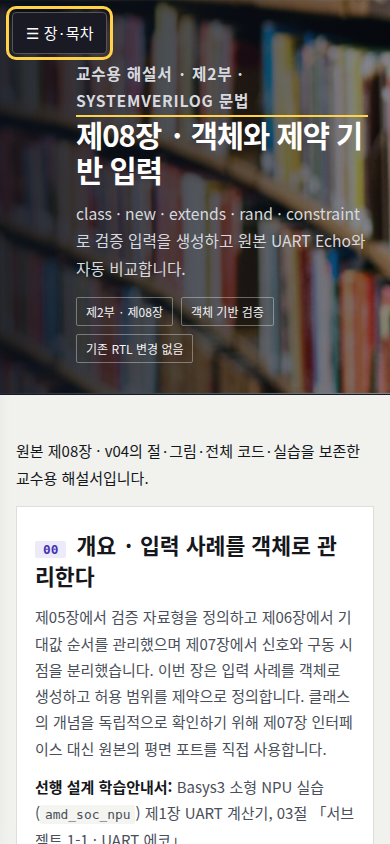 ☰ 장·목차
교수용 해설서 · 제2부 ·
SYSTEMVERILOG 문법
제08장 · 객체와 제약 기
반 입력
class · new · extends · rand · constraint
로 검증 입력을 생성하고 원본 UART Echo와
자동 비교합니다.
제2부 · 제08장
객체 기반 검증
기존 RTL 변경 없음
원본 제08장 · v04의 절·그림·전체 코드·실습을 보존한
교수용 해설서입니다.
00 개요 · 입력 사례를 객체로 관
리한다
제05장에서 검증 자료형을 정의하고 제06장에서 기
대값 순서를 관리했으며 제07장에서 신호와 구동 시
점을 분리했습니다. 이번 장은 입력 사례를 객체로
생성하고 허용 범위를 제약으로 정의합니다. 클래스
의 개념을 독립적으로 확인하기 위해 제07장 인터페
이스 대신 원본의 평면 포트를 직접 사용합니다.
선행 설계 학습안내서: Basys3 소형 NPU 실습
(amd_soc_npu) 제1장 UART 계산기, 03절 「서브
젝트 1-1 · UART 에코」